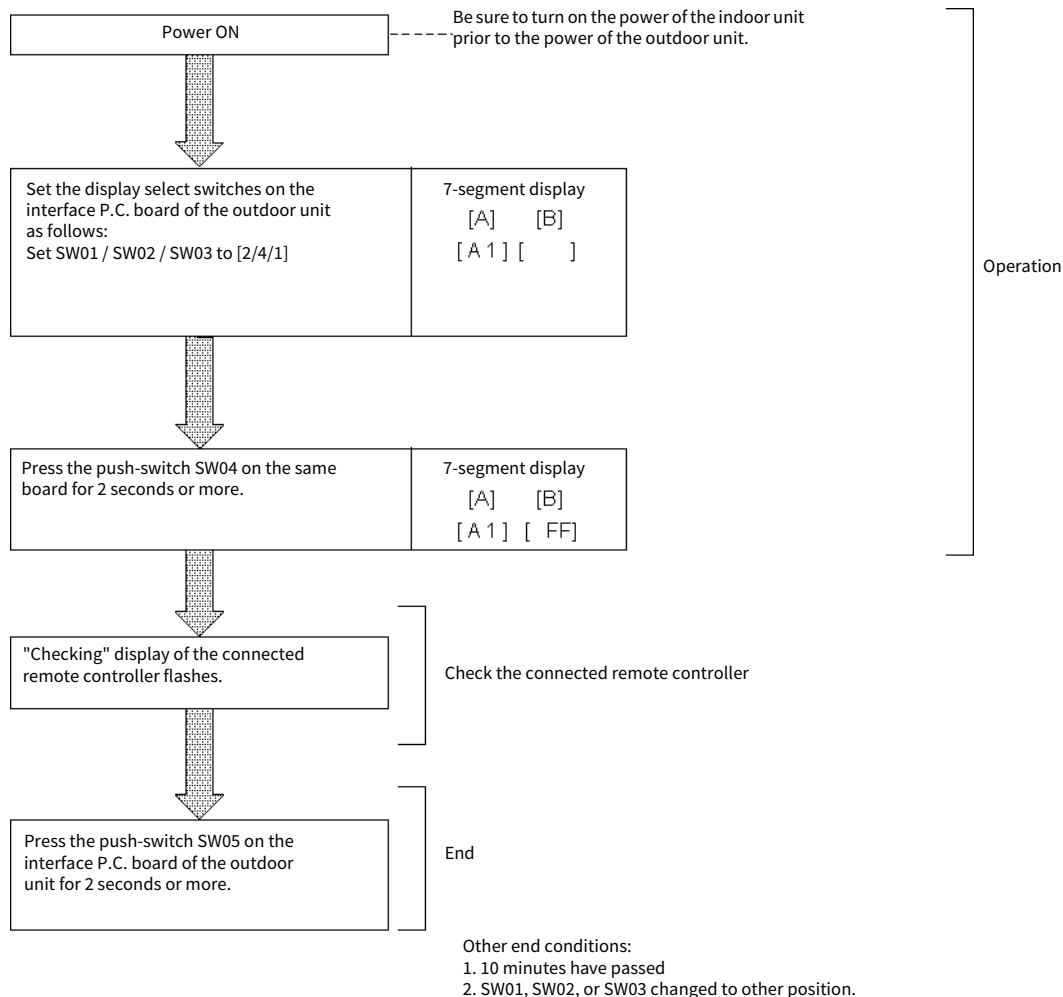 Power ON
Be sure to turn on the power of the indoor unit
prior to the power of the outdoor unit.
Set the display select switches on the
interface P.C. board of the outdoor unit
as follows:
Set SW01 / SW02 / SW03 to [2/4/1]
7-segment display
[A] [B]
[A1] [ ]
Operation
Press the push-switch SW04 on the same
board for 2 seconds or more.
7-segment display
[A] [B]
[A1] [ FF]
"Checking" display of the connected
remote controller flashes.
Check the connected remote controller
Press the push-switch SW05 on the
interface P.C. board of the outdoor
unit for 2 seconds or more.
End
Other end conditions:
1. 10 minutes have passed
2. SW01, SW02, or SW03 changed to other position.